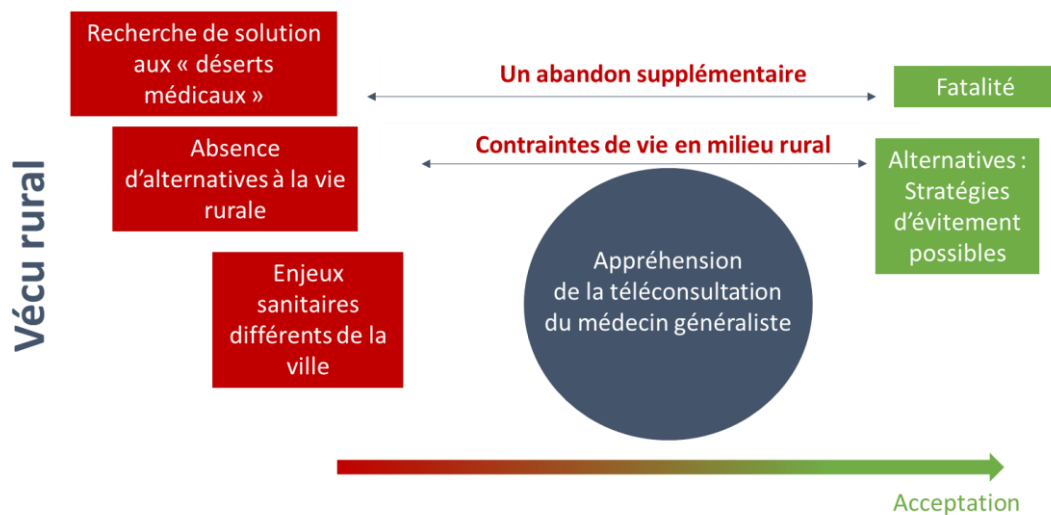 Recherche de solution
aux « déserts
médicaux »
Un abandon supplémentaire
Fatalité
Vécu rural
Absence
d’alternatives à la vie
rurale
Contraintes de vie en milieu rural
Alternatives :
Stratégies
d’évitement
possibles
Enjeux
sanitaires
différents de la
ville
Appréhension
de la téléconsultation
du médecin généraliste
Acceptation